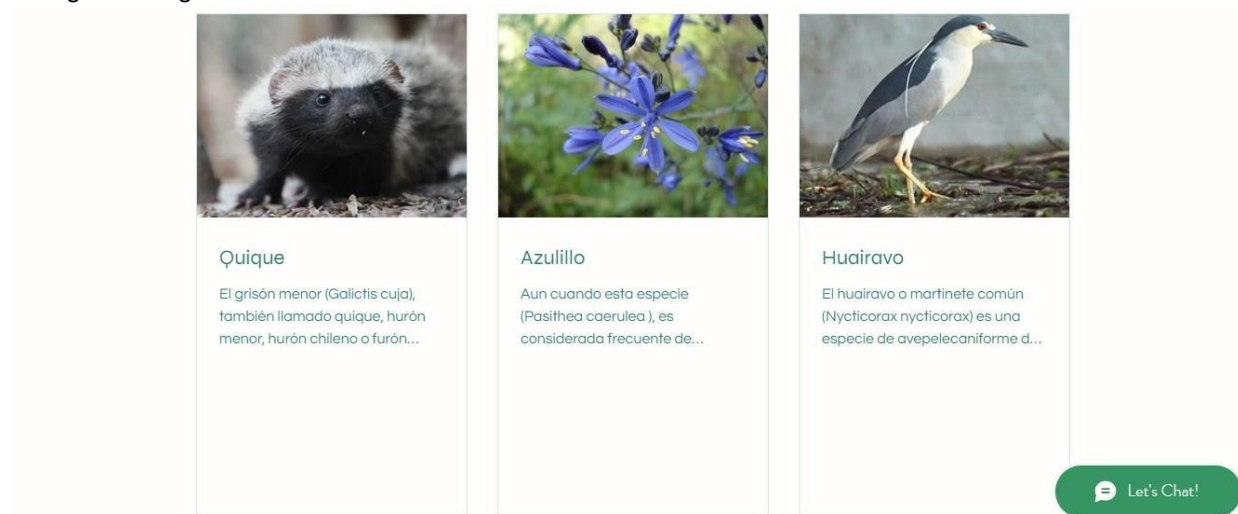 Quique
El grisón menor (Galictis cuja),
también llamado quique, hurón
menor, hurón chileno o furón...
Azulillo
Aun cuando esta especie
(Pasithea caerulea ), es
considerada frecuente de...
Huairavo
El huairavo o martinete común
(Nycticorax nycticorax) es una
especie de avepelecaniforme d...
Let's Chat!